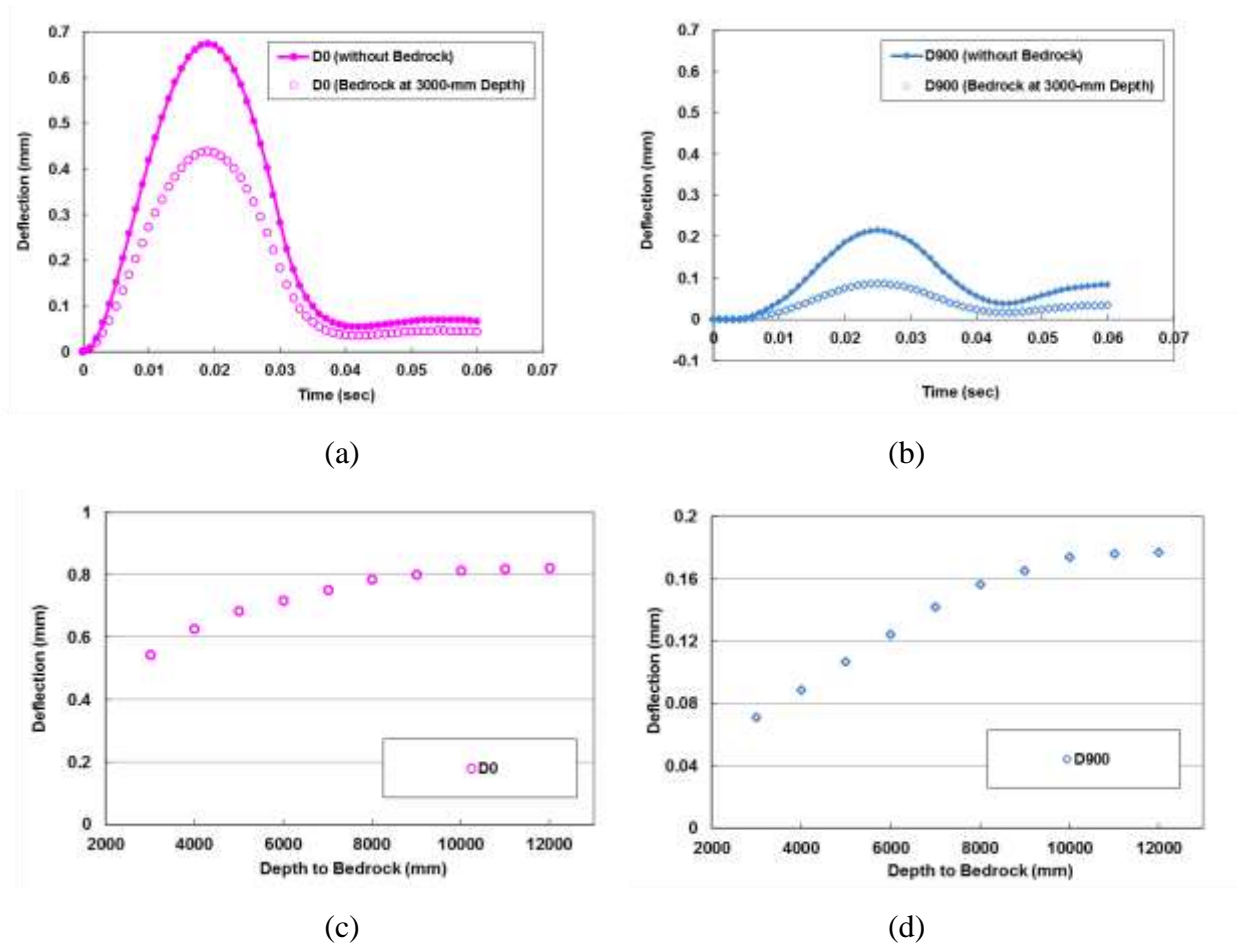 0.7
0.6
0.5
0.4
0.3
0.2
0.1
0
Deflection (mm)
D0 (without Bedrock)
D0 (Bedrock at 3000-mm Depth)
0 0.01 0.02 0.03 0.04 0.05 0.06 0.07
Time (sec)
(a)
0.7
0.6
0.5
0.4
0.3
0.2
0.1
0
-0.1
Deflection (mm)
D900 (without Bedrock)
D900 (Bedrock at 3000-mm Depth)
0 0.01 0.02 0.03 0.04 0.05 0.06 0.07
Time (sec)
(b)
1
0.8
0.6
0.4
0.2
0
Deflection (mm)
D0
2000 4000 6000 8000 10000 12000
Depth to Bedrock (mm)
(c)
0.2
0.16
0.12
0.08
0.04
0
Deflection (mm)
D900
2000 4000 6000 8000 10000 12000
Depth to Bedrock (mm)
(d)